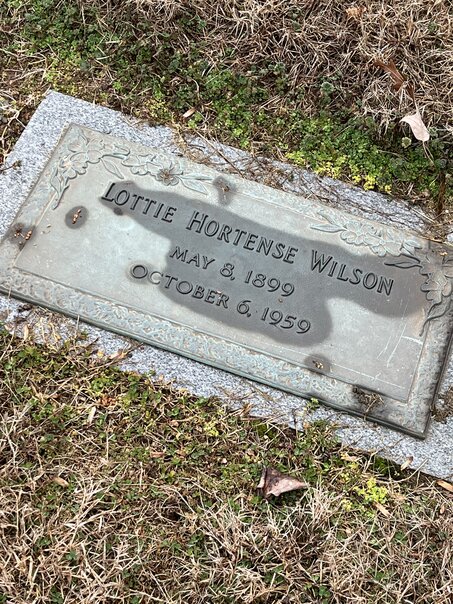 Lottie Hortense Wilson
May 8, 1899
October 6, 1959